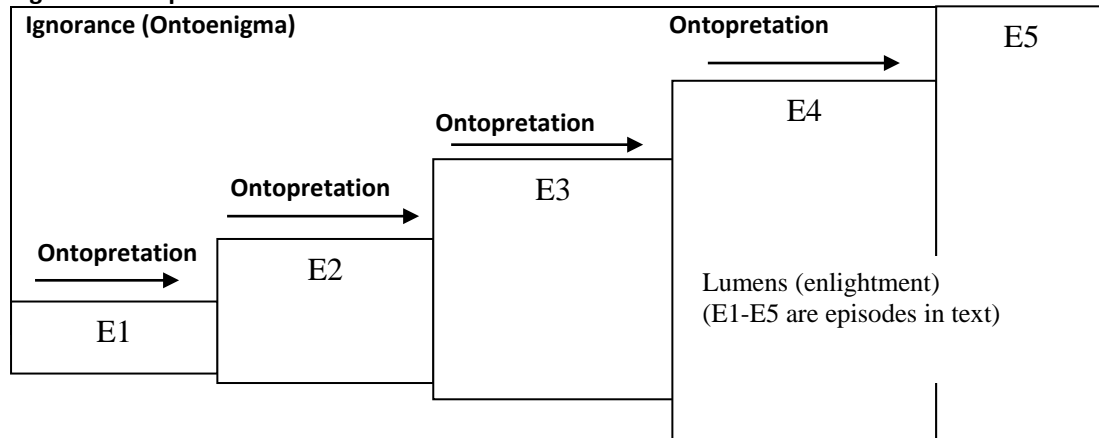 Ignorance (Ontoenigma)
Ontopretation
E5
E4
Ontopretation
E3
Ontopretation
E2
Ontopretation
E1
Lumens (enlightment)
(E1-E5 are episodes in text)